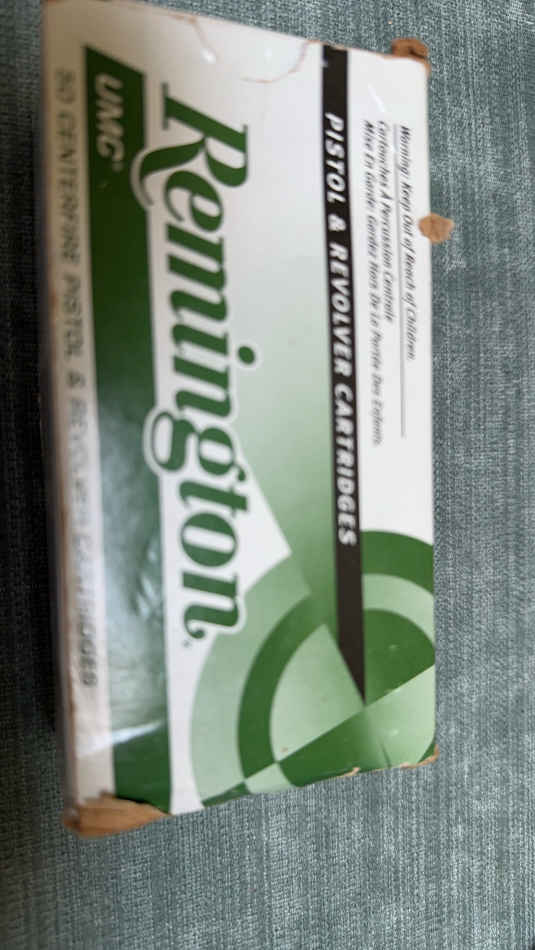 Warning: Keep Out of Reach of Children.
Cartouches À Percussion Centrale
Mise En Garde: Gardez Hors De La Portée Des Enfants.
PISTOL & REVOLVER CARTRIDGES
Remington®
UMC®
50 CENTERFIRE PISTOL & REVOLVER CARTRIDGES